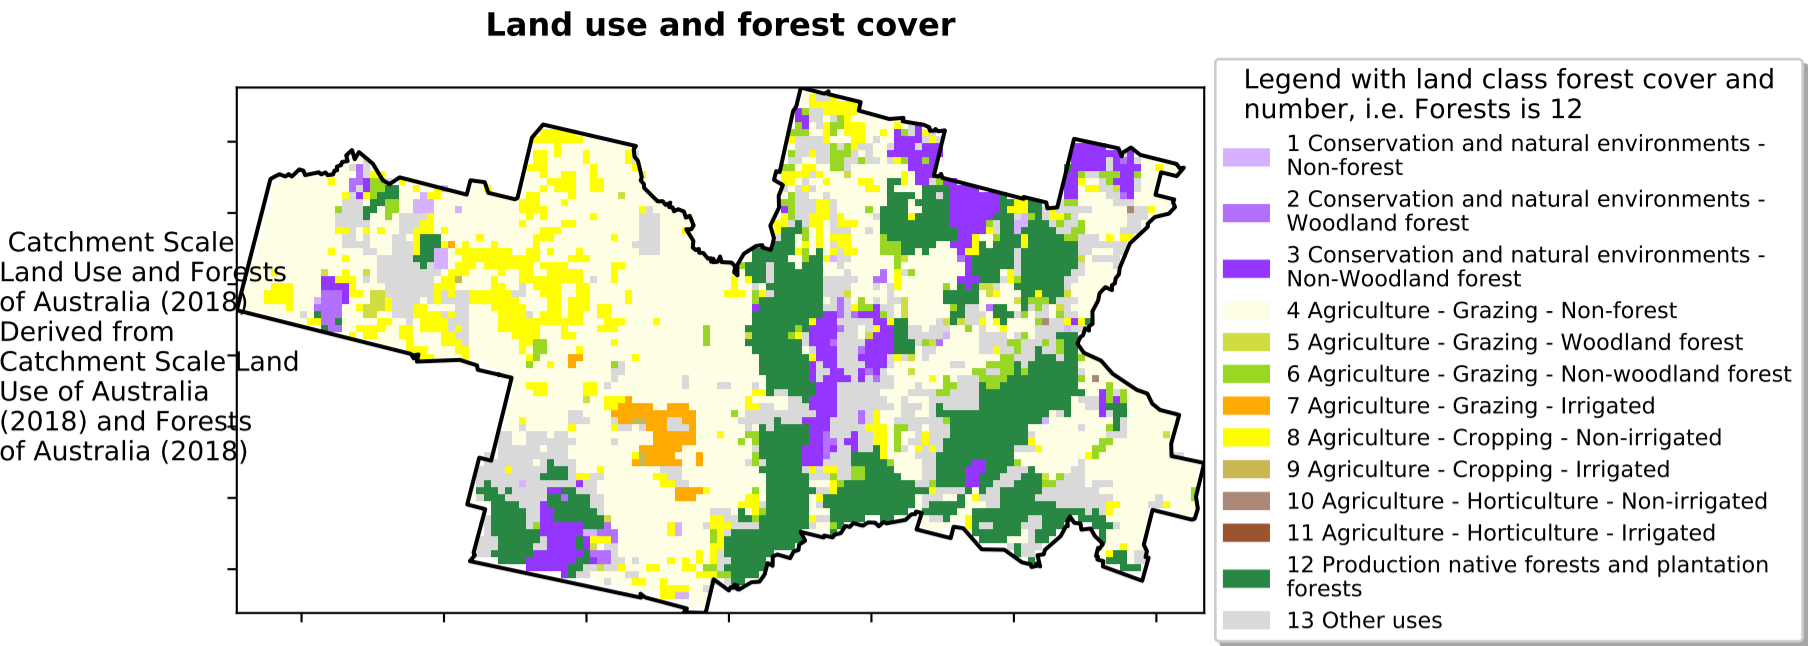 Land use and forest cover
Catchment Scale
Land Use and Forests
of Australia (2018)
Derived from
Catchment Scale Land
Use of Australia
(2018) and Forests
of Australia (2018)
Legend with land class forest cover and
number, i.e. Forests is 12
1 Conservation and natural environments -
Non-forest
2 Conservation and natural environments -
Woodland forest
3 Conservation and natural environments -
Non-Woodland forest
4 Agriculture - Grazing - Non-forest
5 Agriculture - Grazing - Woodland forest
6 Agriculture - Grazing - Non-woodland forest
7 Agriculture - Grazing - Irrigated
8 Agriculture - Cropping - Non-irrigated
9 Agriculture - Cropping - Irrigated
10 Agriculture - Horticulture - Non-irrigated
11 Agriculture - Horticulture - Irrigated
12 Production native forests and plantation
forests
13 Other uses